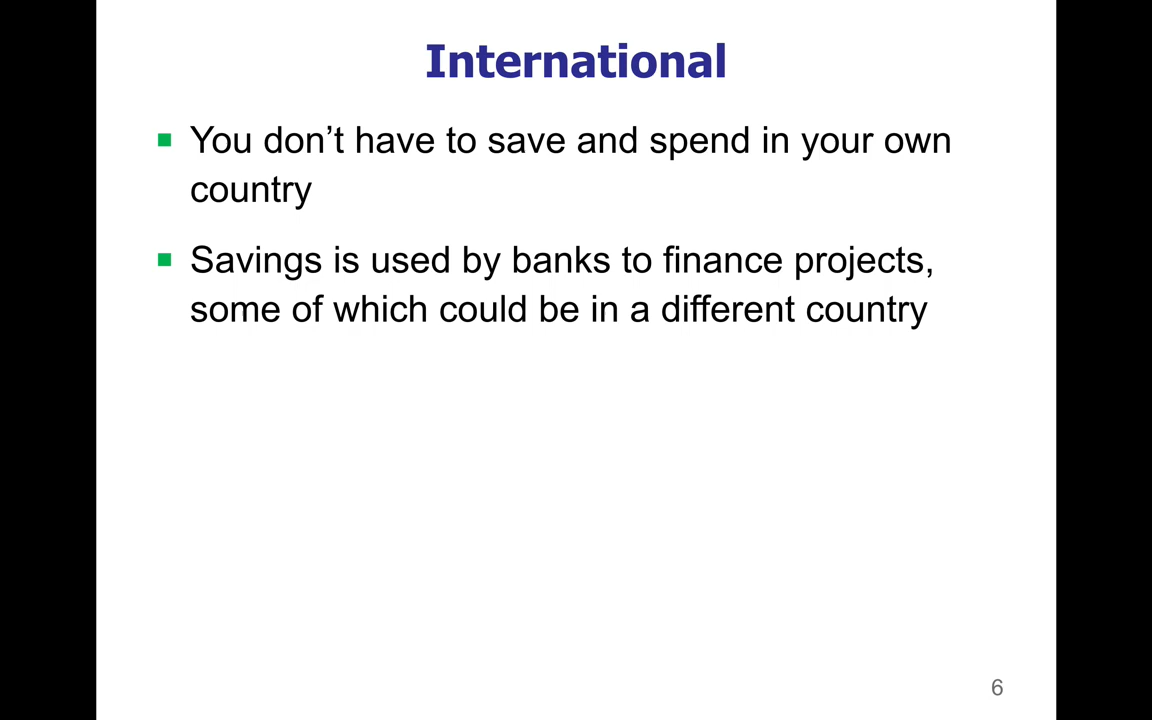 International
You don’t have to save and spend in your own
country
Savings is used by banks to finance projects,
some of which could be in a different country
6